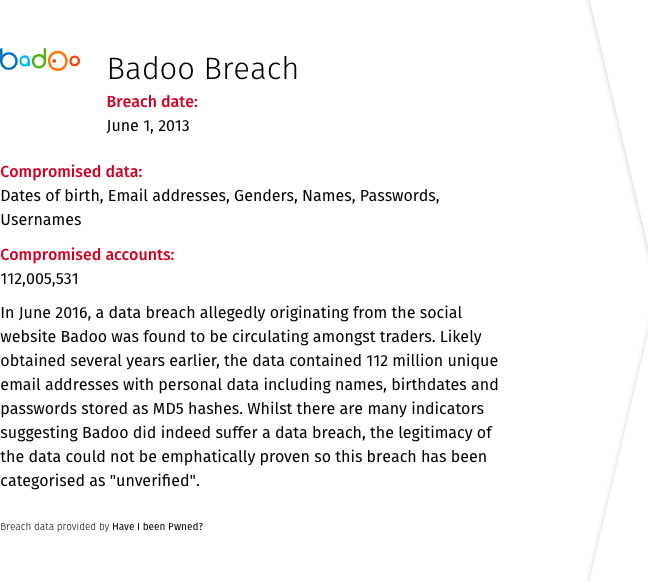 badoo
Badoo Breach
Breach date:
June 1, 2013
Compromised data:
Dates of birth, Email addresses, Genders, Names, Passwords,
Usernames
Compromised accounts:
112,005,531
In June 2016, a data breach allegedly originating from the social
website Badoo was found to be circulating amongst traders. Likely
obtained several years earlier, the data contained 112 million unique
email addresses with personal data including names, birthdates and
passwords stored as MD5 hashes. Whilst there are many indicators
suggesting Badoo did indeed suffer a data breach, the legitimacy of
the data could not be emphatically proven so this breach has been
categorised as "unverified".
Breach data provided by Have I been Pwned?